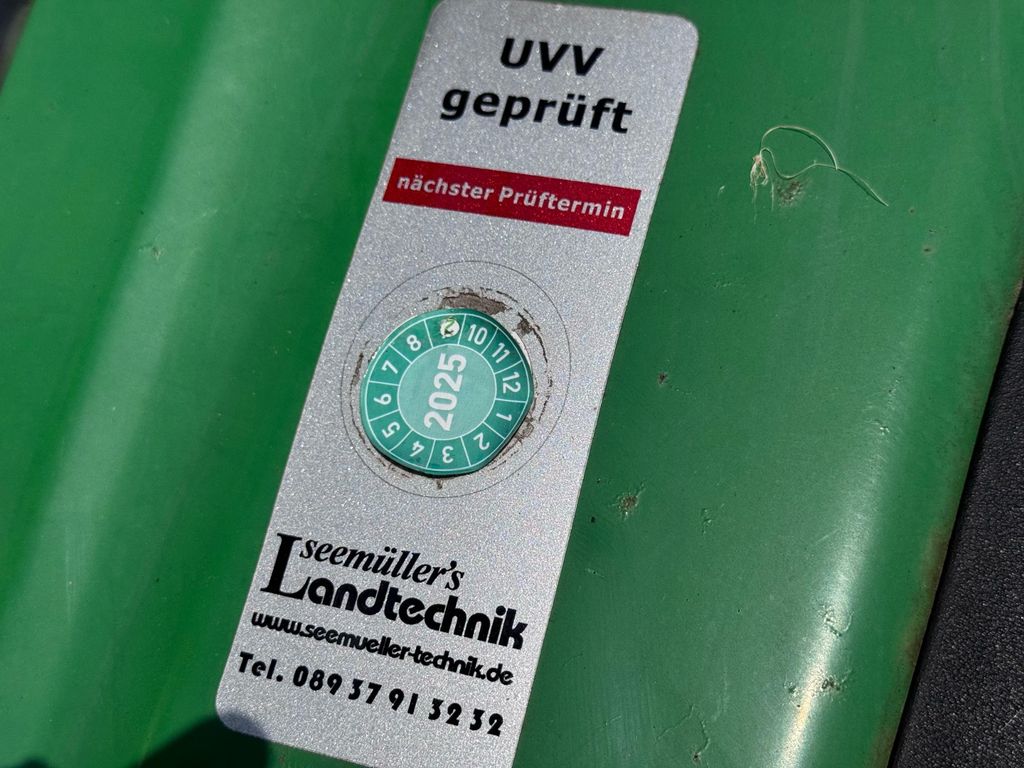 UVV
geprüft
nächster Prüftermin
8 10 11 12 1 2 3 4 5 6 7
2025
seemüller's
Landtechnik
www.seemueller-technik.de
Tel. 089 37 91 32 32